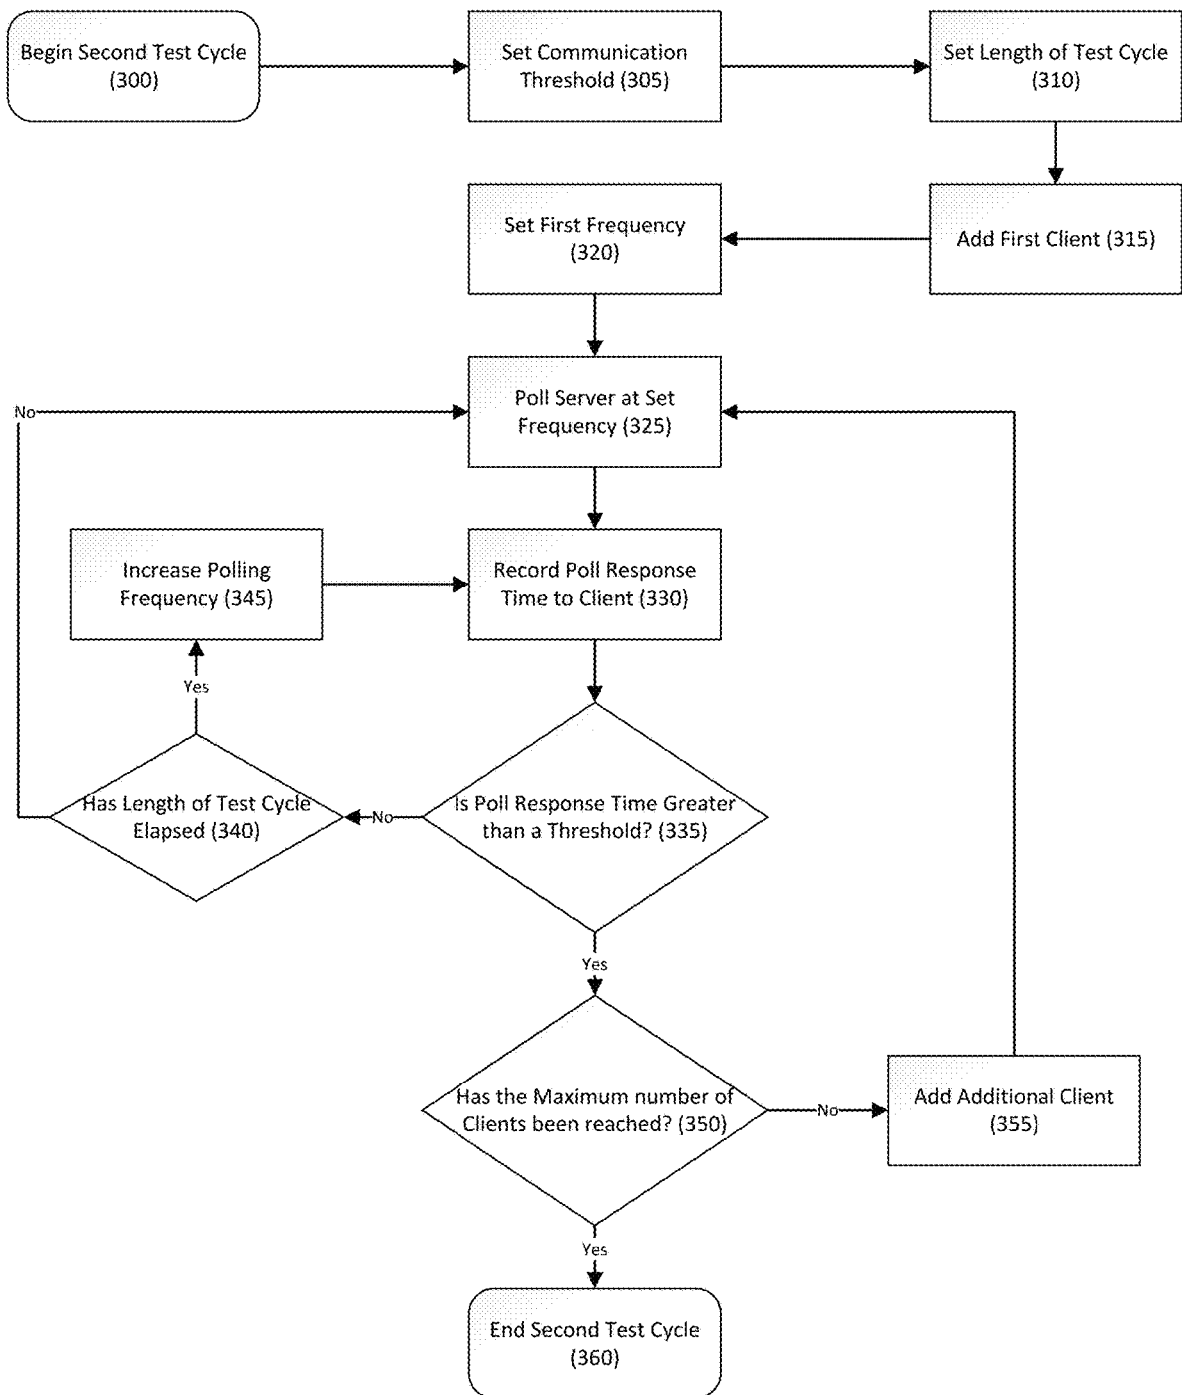 Begin Second Test Cycle
(300)
Set Communication
Threshold (305)
Set Length of Test Cycle
(310)
Set First Frequency
(320)
Add First Client (315)
No
Poll Server at Set
Frequency (325)
Increase Polling
Frequency (345)
Record Poll Response
Time to Client (330)
Yes
Has Length of Test Cycle
Elapsed (340)
No
Is Poll Response Time Greater
than a Threshold? (335)
Yes
Has the Maximum number of
Clients been reached? (350)
No
Add Additional Client
(355)
Yes
End Second Test Cycle
(360)